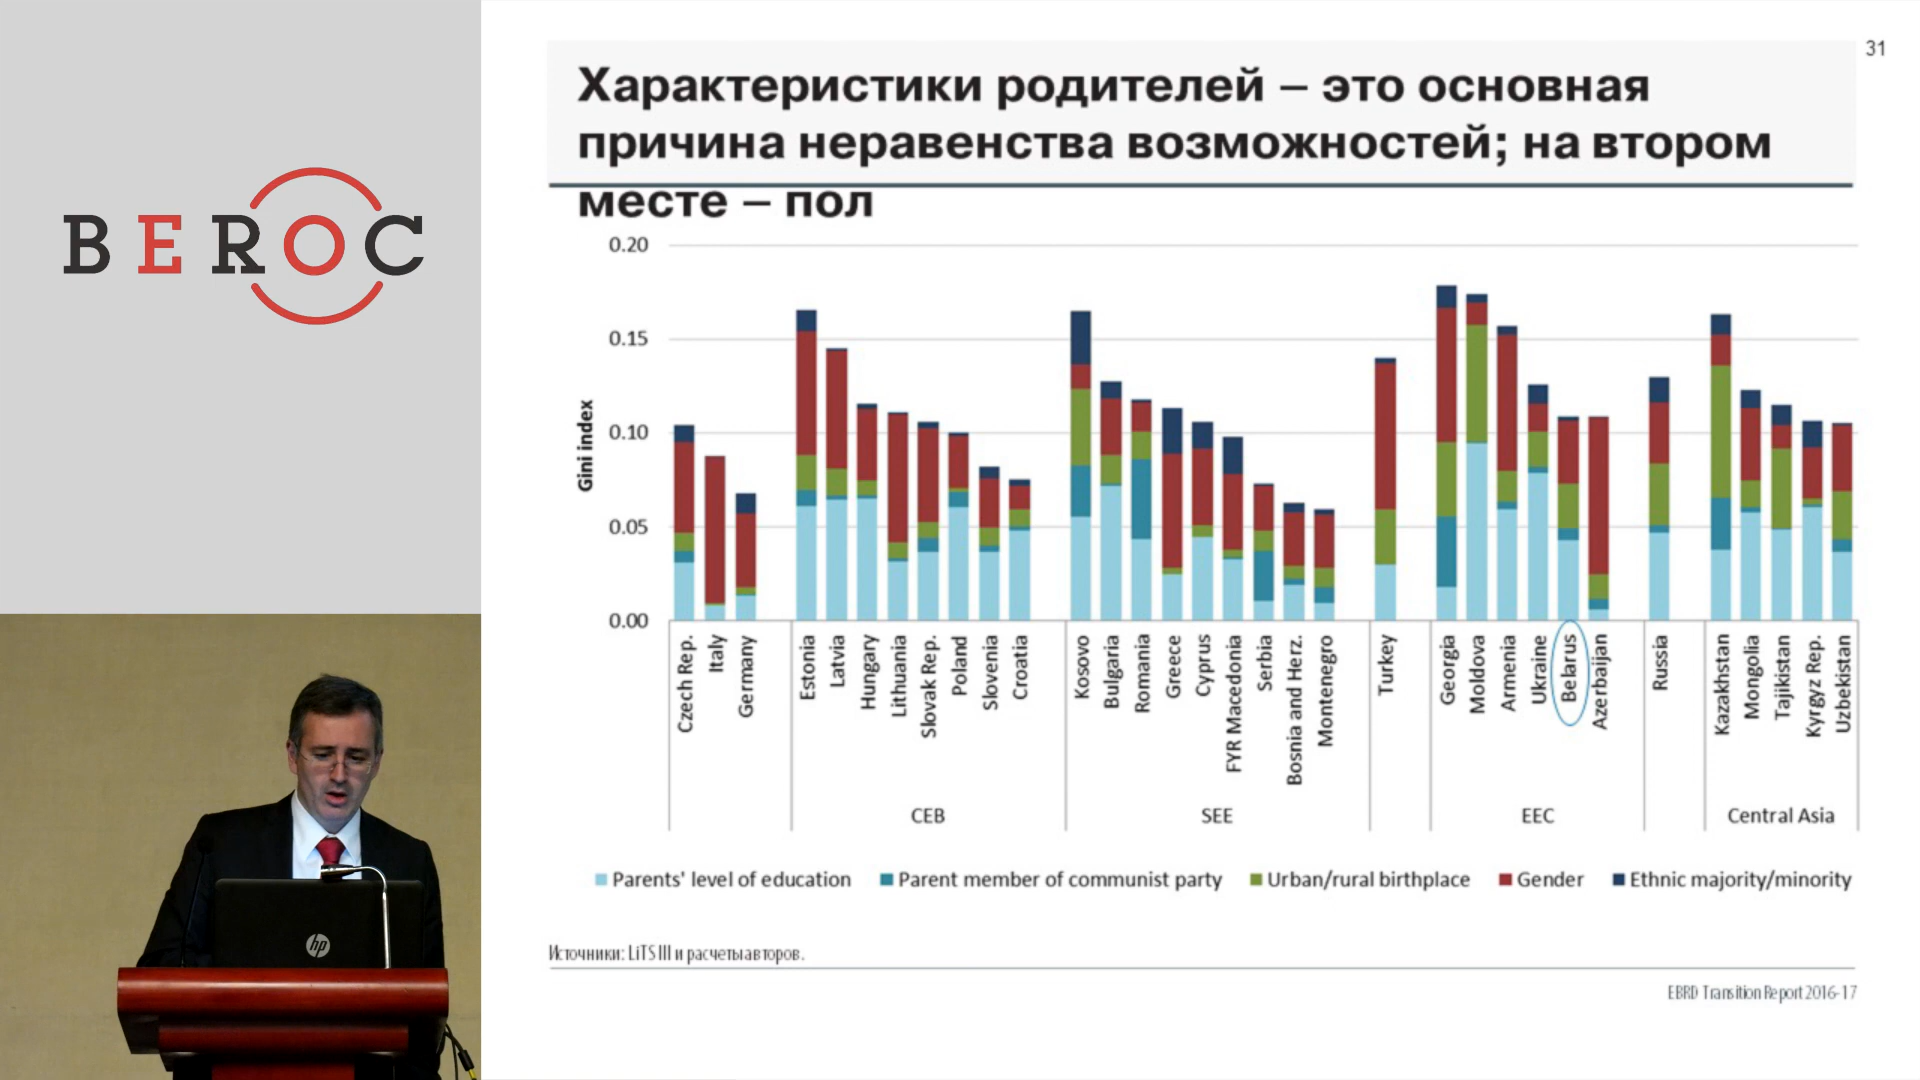 BEROC
31
Характеристики родителей – это основная
причина неравенства возможностей; на втором
месте – пол
0.20
0.15
0.10
0.05
0.00
Gini index
Czech Rep.
Italy
Germany
Estonia
Latvia
Hungary
Lithuania
Slovak Rep.
Poland
Slovenia
Croatia
Kosovo
Bulgaria
Romania
Greece
Cyprus
FYR Macedonia
Serbia
Bosnia and Herz.
Montenegro
Turkey
Georgia
Moldova
Armenia
Ukraine
Belarus
Azerbaijan
Russia
Kazakhstan
Mongolia
Tajikistan
Kyrgyz Rep.
Uzbekistan
CEB
SEE
EEC
Central Asia
Parents' level of education
Parent member of communist party
Urban/rural birthplace
Gender
Ethnic majority/minority
Источники: LiTS III и расчеты авторов.
EBRD Transition Report 2016-17
hp